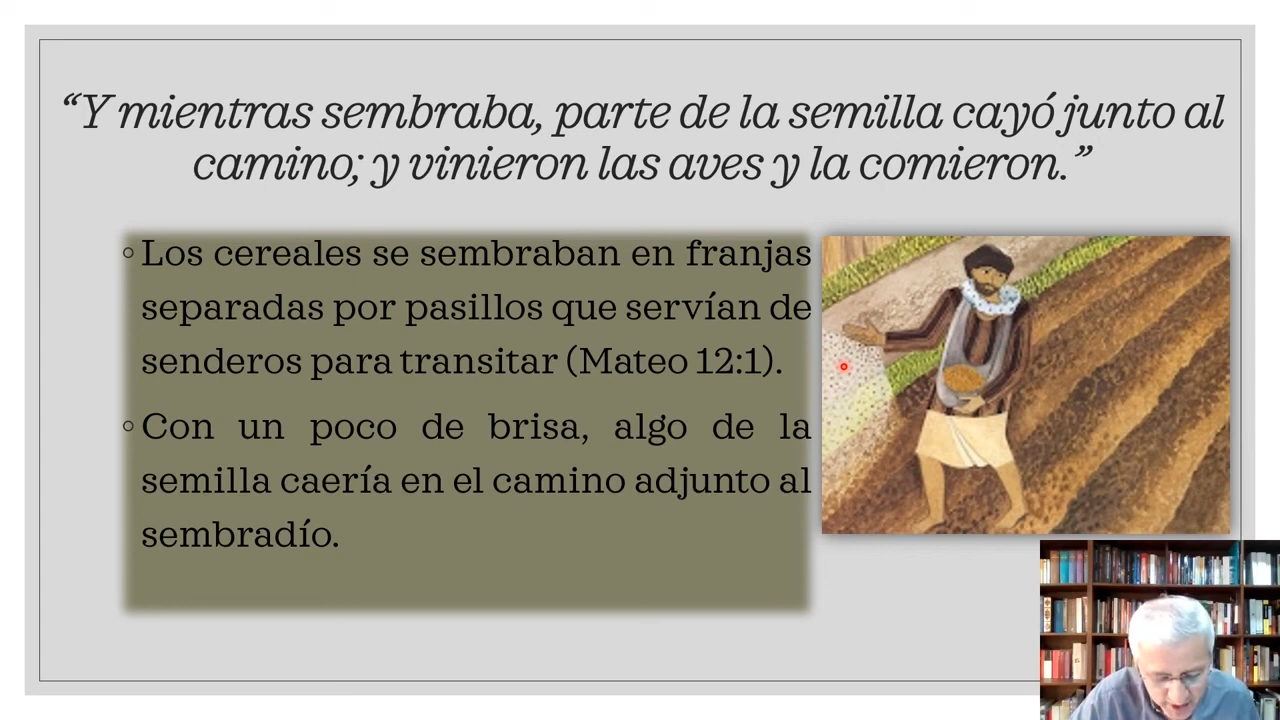 “Y mientras sembraba, parte de la semilla cayó junto al
camino; y vinieron las aves y la comieron.”
◦Los cereales se sembraban en franjas
separadas por pasillos que servían de
senderos para transitar (Mateo 12:1).
◦Con un poco de brisa, algo de la
semilla caería en el camino adjunto al
sembradío.